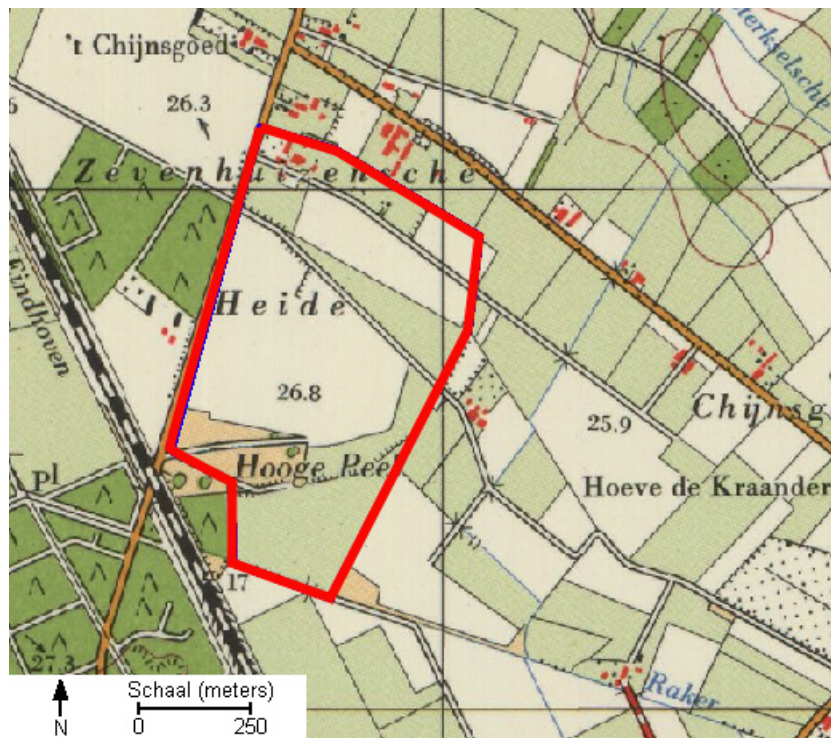 't Chijnsgoed
26.3
Zevenhuizensche
Heide
Eindhoven
26.8
Chijnsg
25.9
Hooge Reel
Pl
Hoeve de Kraander
17
27.3
Raker
Schaal (meters)
N
0 250